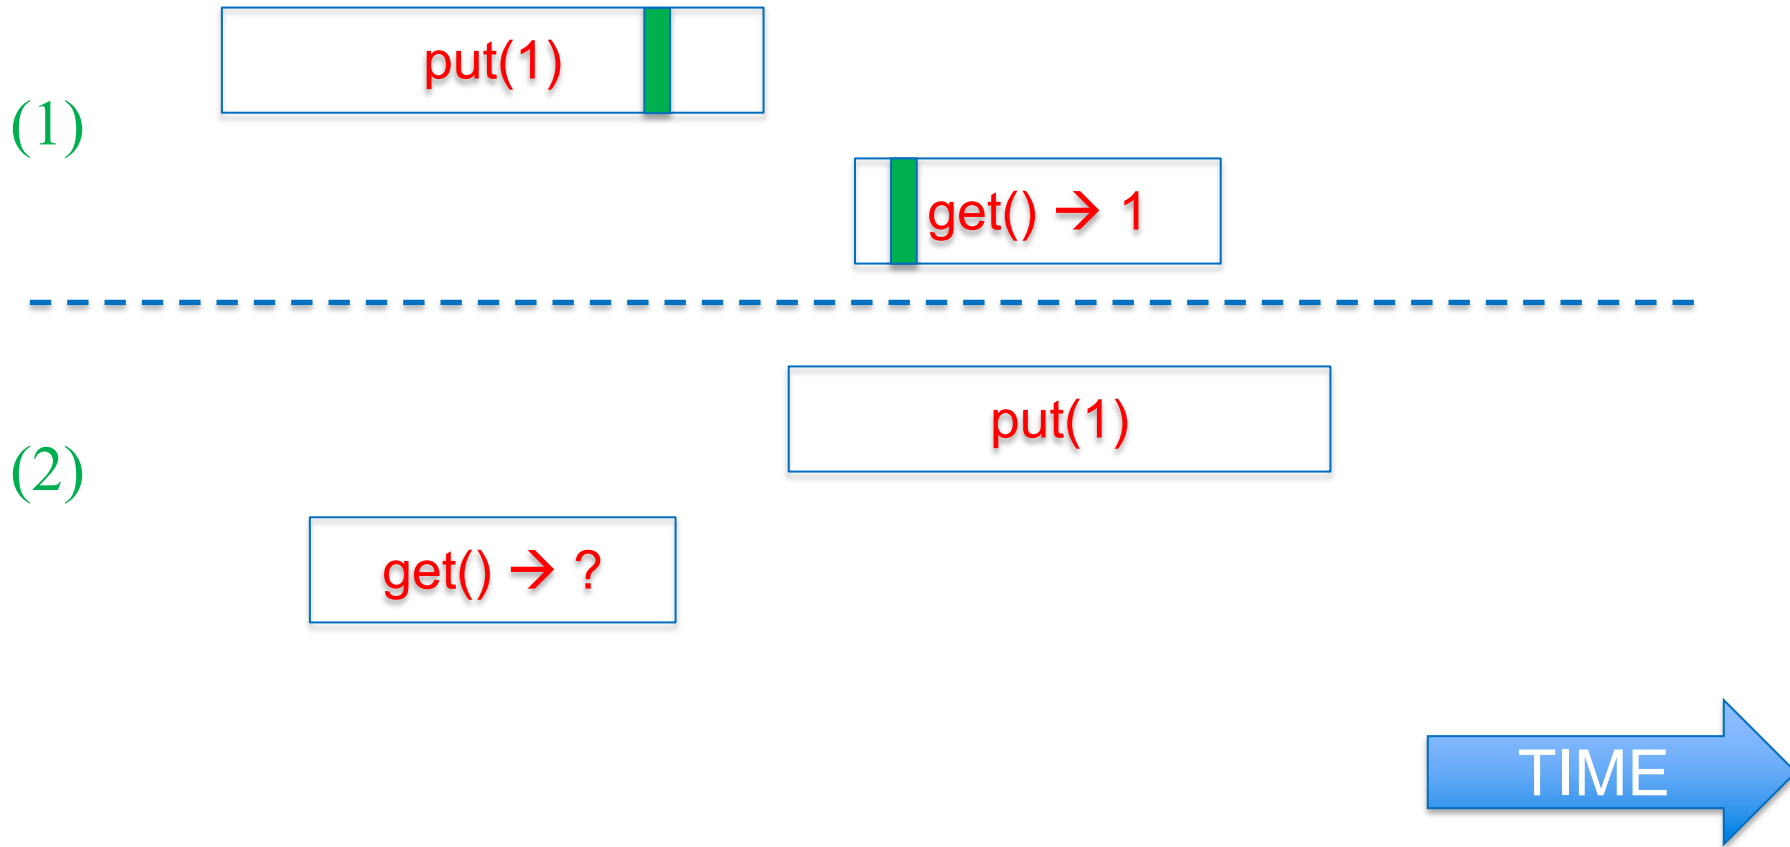 put(1)
(1)
get() → 1
put(1)
(2)
get() → ?
TIME